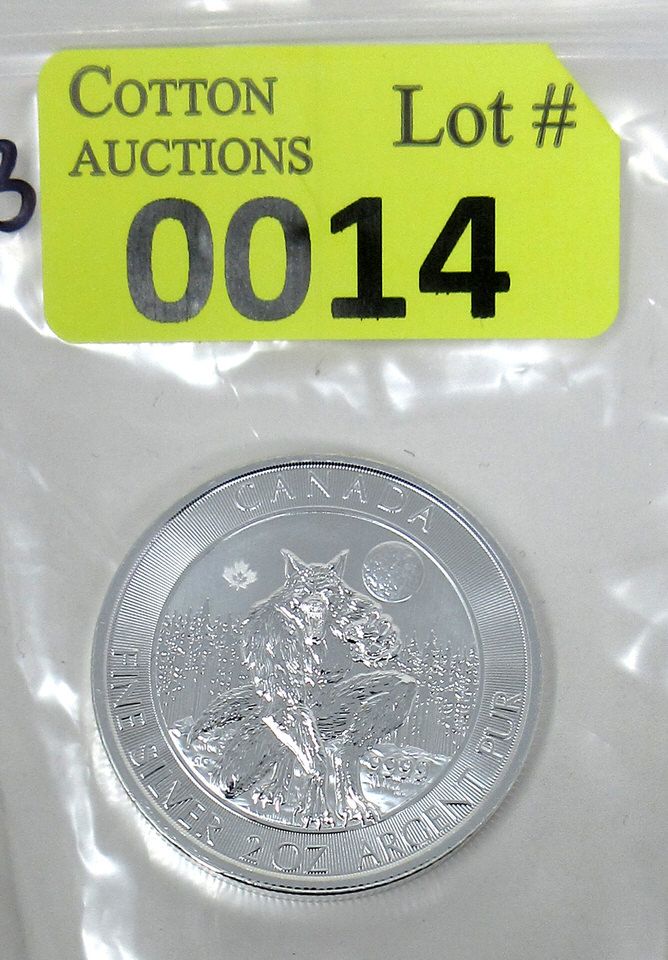 COTTON
AUCTIONS
Lot #
0014
CANADA
9999
FINE SILVER 2 OZ ARGENT PUR